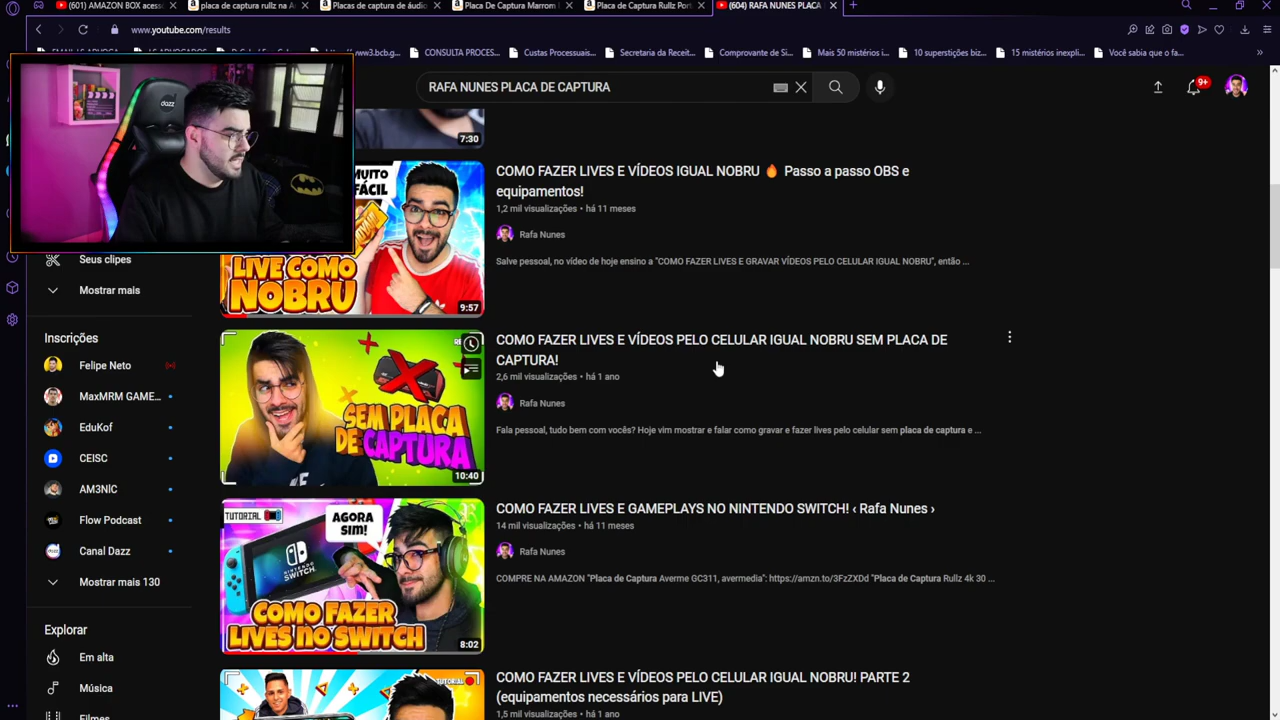 (601) AMAZON BOX acess
placa de captura rullz na An
Placas de captura de áudio
Placa De Captura Marrom
Placa de Captura Rullz Port
(604) RAFA NUNES PLACA
www.youtube.com/results
CONSULTA PROCES...
Custas Processuais...
Secretaria da Receit...
Comprovante de Si...
Mais 50 mistérios i...
10 superstições biz...
15 mistérios inexpli...
Você sabia que o fa...
dazz
RAFA NUNES PLACA DE CAPTURA
9+
7:30
MUITO
FÁCIL
LIVE COMO
NOBRU
9:57
COMO FAZER LIVES E VÍDEOS IGUAL NOBRU 🔥 Passo a passo OBS e
equipamentos!
1,2 mil visualizações • há 11 meses
Rafa Nunes
Salve pessoal, no vídeo de hoje ensino a "COMO FAZER LIVES E GRAVAR VÍDEOS PELO CELULAR IGUAL NOBRU", então ...
Seus clipes
Mostrar mais
Inscrições
Felipe Neto
MaxMRM GAME...
EduKof
CEISC
AM3NlC
Flow Podcast
Canal Dazz
Mostrar mais 130
Explorar
Em alta
Música
Filmes
SEM PLACA
DE CAPTURA
10:40
COMO FAZER LIVES E VÍDEOS PELO CELULAR IGUAL NOBRU SEM PLACA DE
CAPTURA!
2,6 mil visualizações • há 1 ano
Rafa Nunes
Fala pessoal, tudo bem com vocês? Hoje vim mostrar e falar como gravar e fazer lives pelo celular sem placa de captura e ...
TUTORIAL
AGORA
SIM!
NINTENDO
SWITCH
COMO FAZER
LIVES NO SWITCH
8:02
COMO FAZER LIVES E GAMEPLAYS NO NINTENDO SWITCH! ‹ Rafa Nunes ›
14 mil visualizações • há 11 meses
Rafa Nunes
COMPRE NA AMAZON "Placa de Captura Averme GC311, avermedia": https://amzn.to/3FzZXDd "Placa de Captura Rullz 4k 30 ...
TUTORIAL
COMO FAZER LIVES E VÍDEOS PELO CELULAR IGUAL NOBRU! PARTE 2
(equipamentos necessários para LIVE)
1,5 mil visualizações • há 1 ano